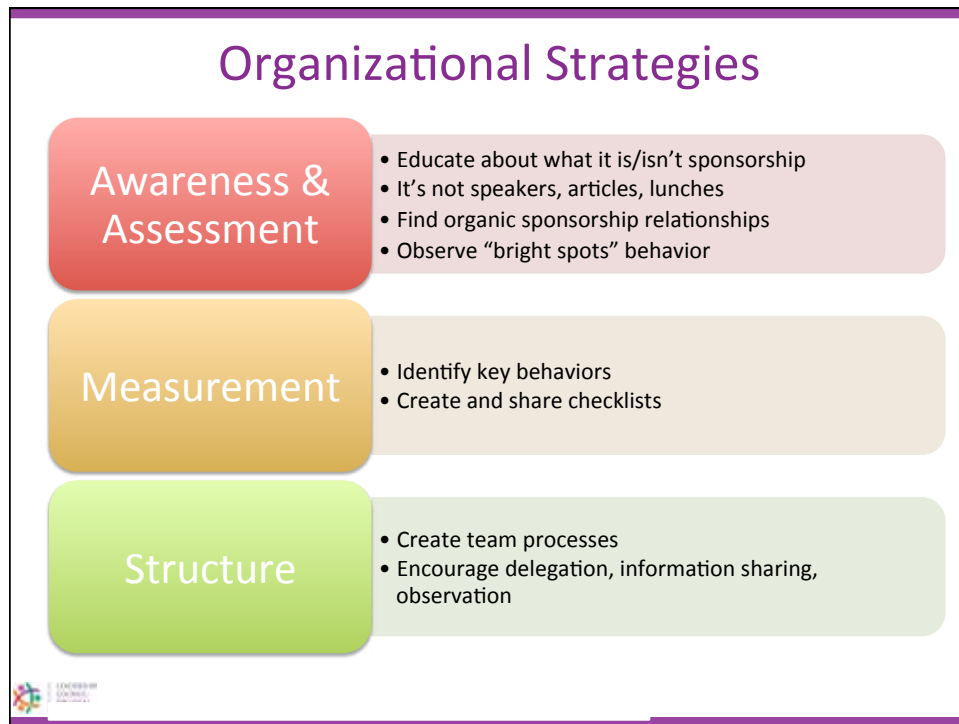 Organizational Strategies
Awareness &
Assessment
• Educate about what it is/isn't sponsorship
• It's not speakers, articles, lunches
• Find organic sponsorship relationships
• Observe "bright spots" behavior
Measurement
• Identify key behaviors
• Create and share checklists
Structure
• Create team processes
• Encourage delegation, information sharing,
observation
LEADERSHIP
COUNCIL